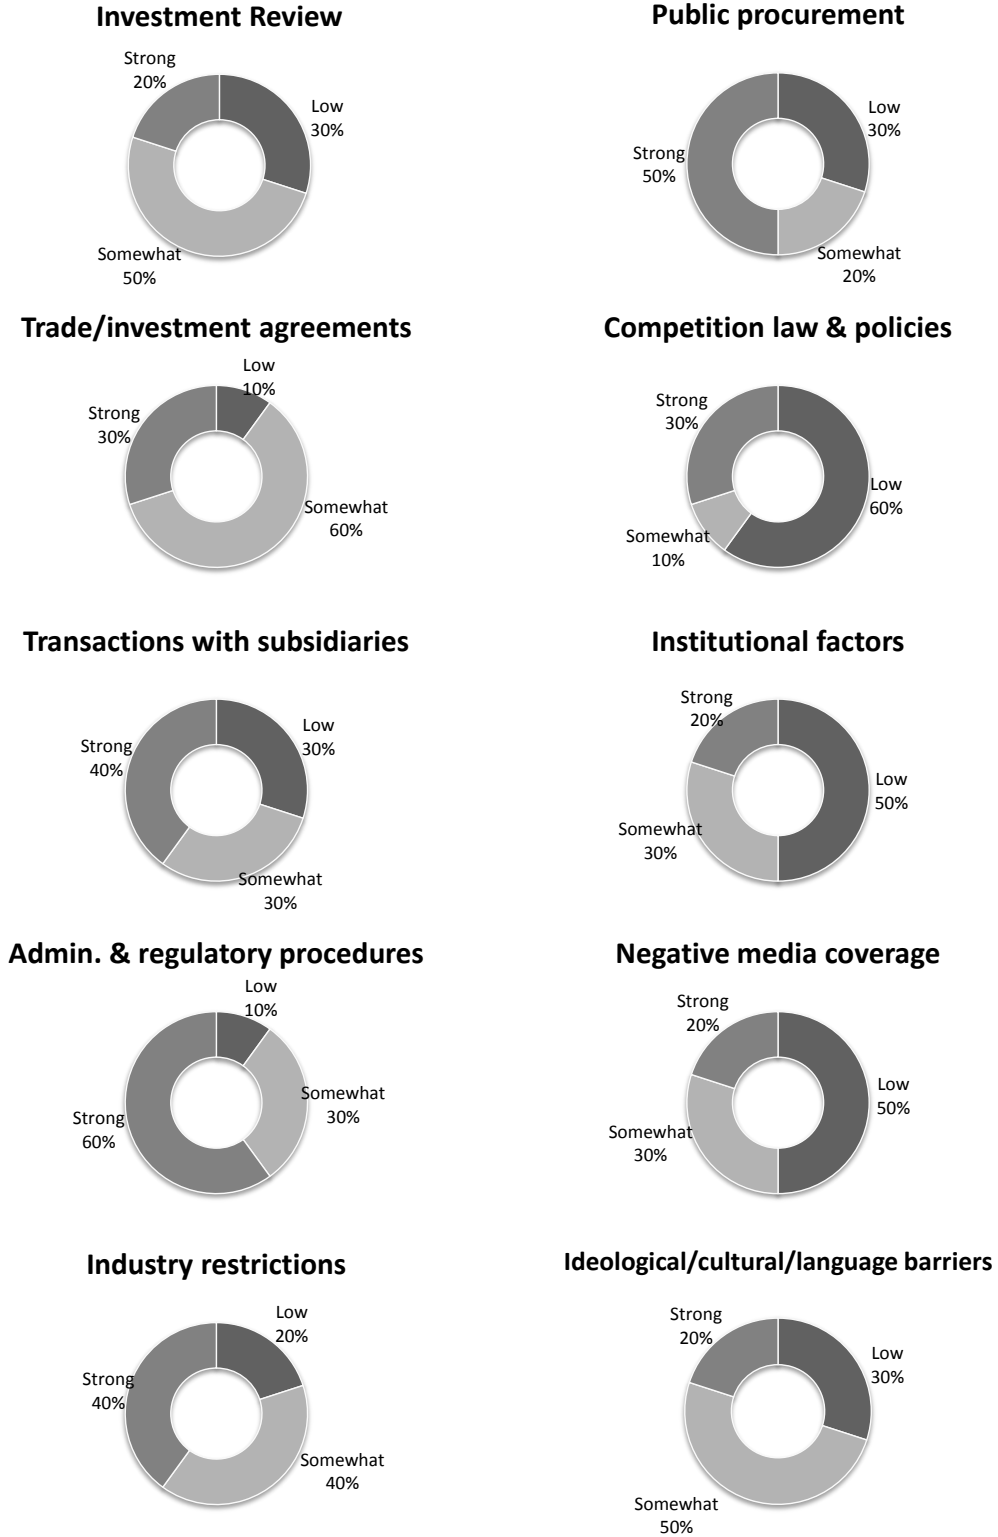 Investment Review
Strong
20%
Low
30%
Somewhat
50%
Public procurement
Low
30%
Strong
50%
Somewhat
20%
Trade/investment agreements
Low
10%
Strong
30%
Somewhat
60%
Competition law & policies
Strong
30%
Low
60%
Somewhat
10%
Transactions with subsidiaries
Low
30%
Strong
40%
Somewhat
30%
Institutional factors
Strong
20%
Low
50%
Somewhat
30%
Admin. & regulatory procedures
Low
10%
Somewhat
30%
Strong
60%
Negative media coverage
Strong
20%
Low
50%
Somewhat
30%
Industry restrictions
Low
20%
Strong
40%
Somewhat
40%
Ideological/cultural/language barriers
Strong
20%
Low
30%
Somewhat
50%